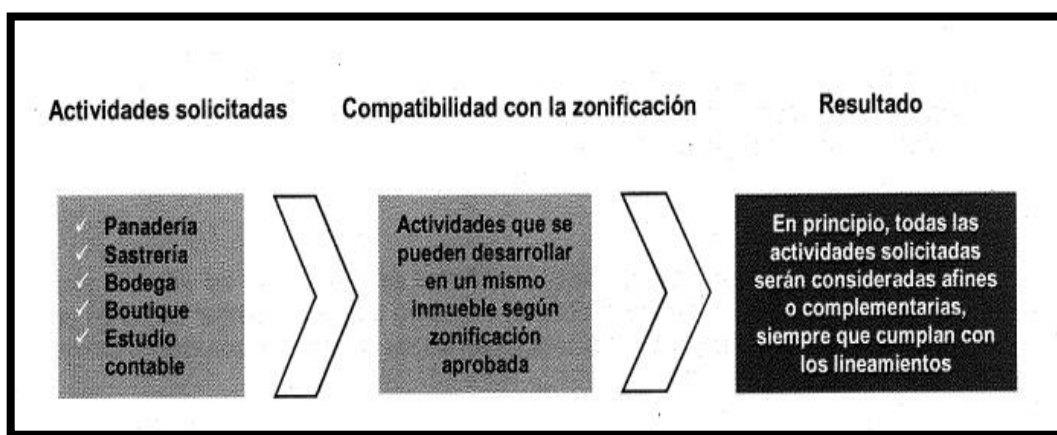 Actividades solicitadas
Compatibilidad con la zonificación
Resultado
Panadería
Sastrería
Bodega
Boutique
Estudio
contable
Actividades que se
pueden desarrollar
en un mismo
inmueble según
zonificación
aprobada
En principio, todas las
actividades solicitadas
serán consideradas afines
o complementarias,
siempre que cumplan con
los lineamientos